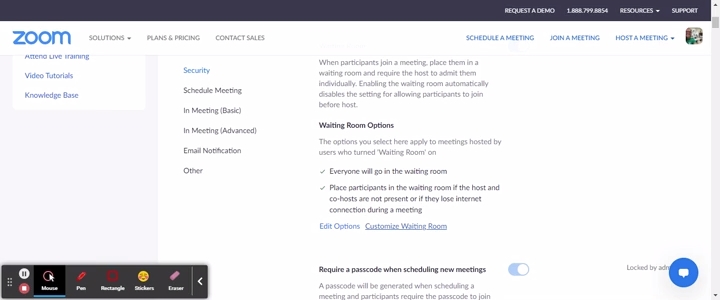 REQUEST A DEMO 1.888.799.8854 RESOURCES SUPPORT
zoom SOLUTIONS PLANS & PRICING CONTACT SALES SCHEDULE A MEETING JOIN A MEETING HOST A MEETING
Attend Live Training
Video Tutorials
Knowledge Base
Security
Schedule Meeting
In Meeting (Basic)
In Meeting (Advanced)
Email Notification
Other
When participants join a meeting, place them in a
waiting room and require the host to admit them
individually. Enabling the waiting room automatically
disables the setting for allowing participants to join
before host.
Waiting Room Options
The options you select here apply to meetings hosted by
users who turned 'Waiting Room' on
Everyone will go in the waiting room
Place participants in the waiting room if the host and
co-hosts are not present or if they lose internet
connection during a meeting
Edit Options Customize Waiting Room
Require a passcode when scheduling new meetings
Locked by
A passcode will be generated when scheduling a
meeting and participants require the passcode to join
Mouse Pen Rectangle Stickers Eraser